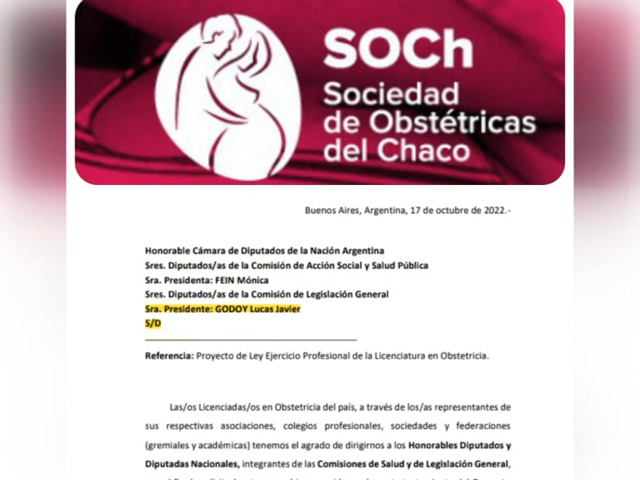 SOCh
Sociedad
de Obstétricas
del Chaco
Buenos Aires, Argentina, 17 de octubre de 2022.-
Honorable Cámara de Diputados de la Nación Argentina
Sres. Diputados/as de la Comisión de Acción Social y Salud Pública
Sra. Presidenta: FEIN Mónica
Sres. Diputados/as de la Comisión de Legislación General
Sra. Presidente: GODOY Lucas Javier
S/D
Referencia: Proyecto de Ley Ejercicio Profesional de la Licenciatura en Obstetricia.
Las/os Licenciadas/os en Obstetricia del país, a través de los/as representantes de
sus respectivas asociaciones, colegios profesionales, sociedades y federaciones
(gremiales y académicas) tenemos el agrado de dirigirnos a los Honorables Diputados y
Diputadas Nacionales, integrantes de las Comisiones de Salud y de Legislación General,